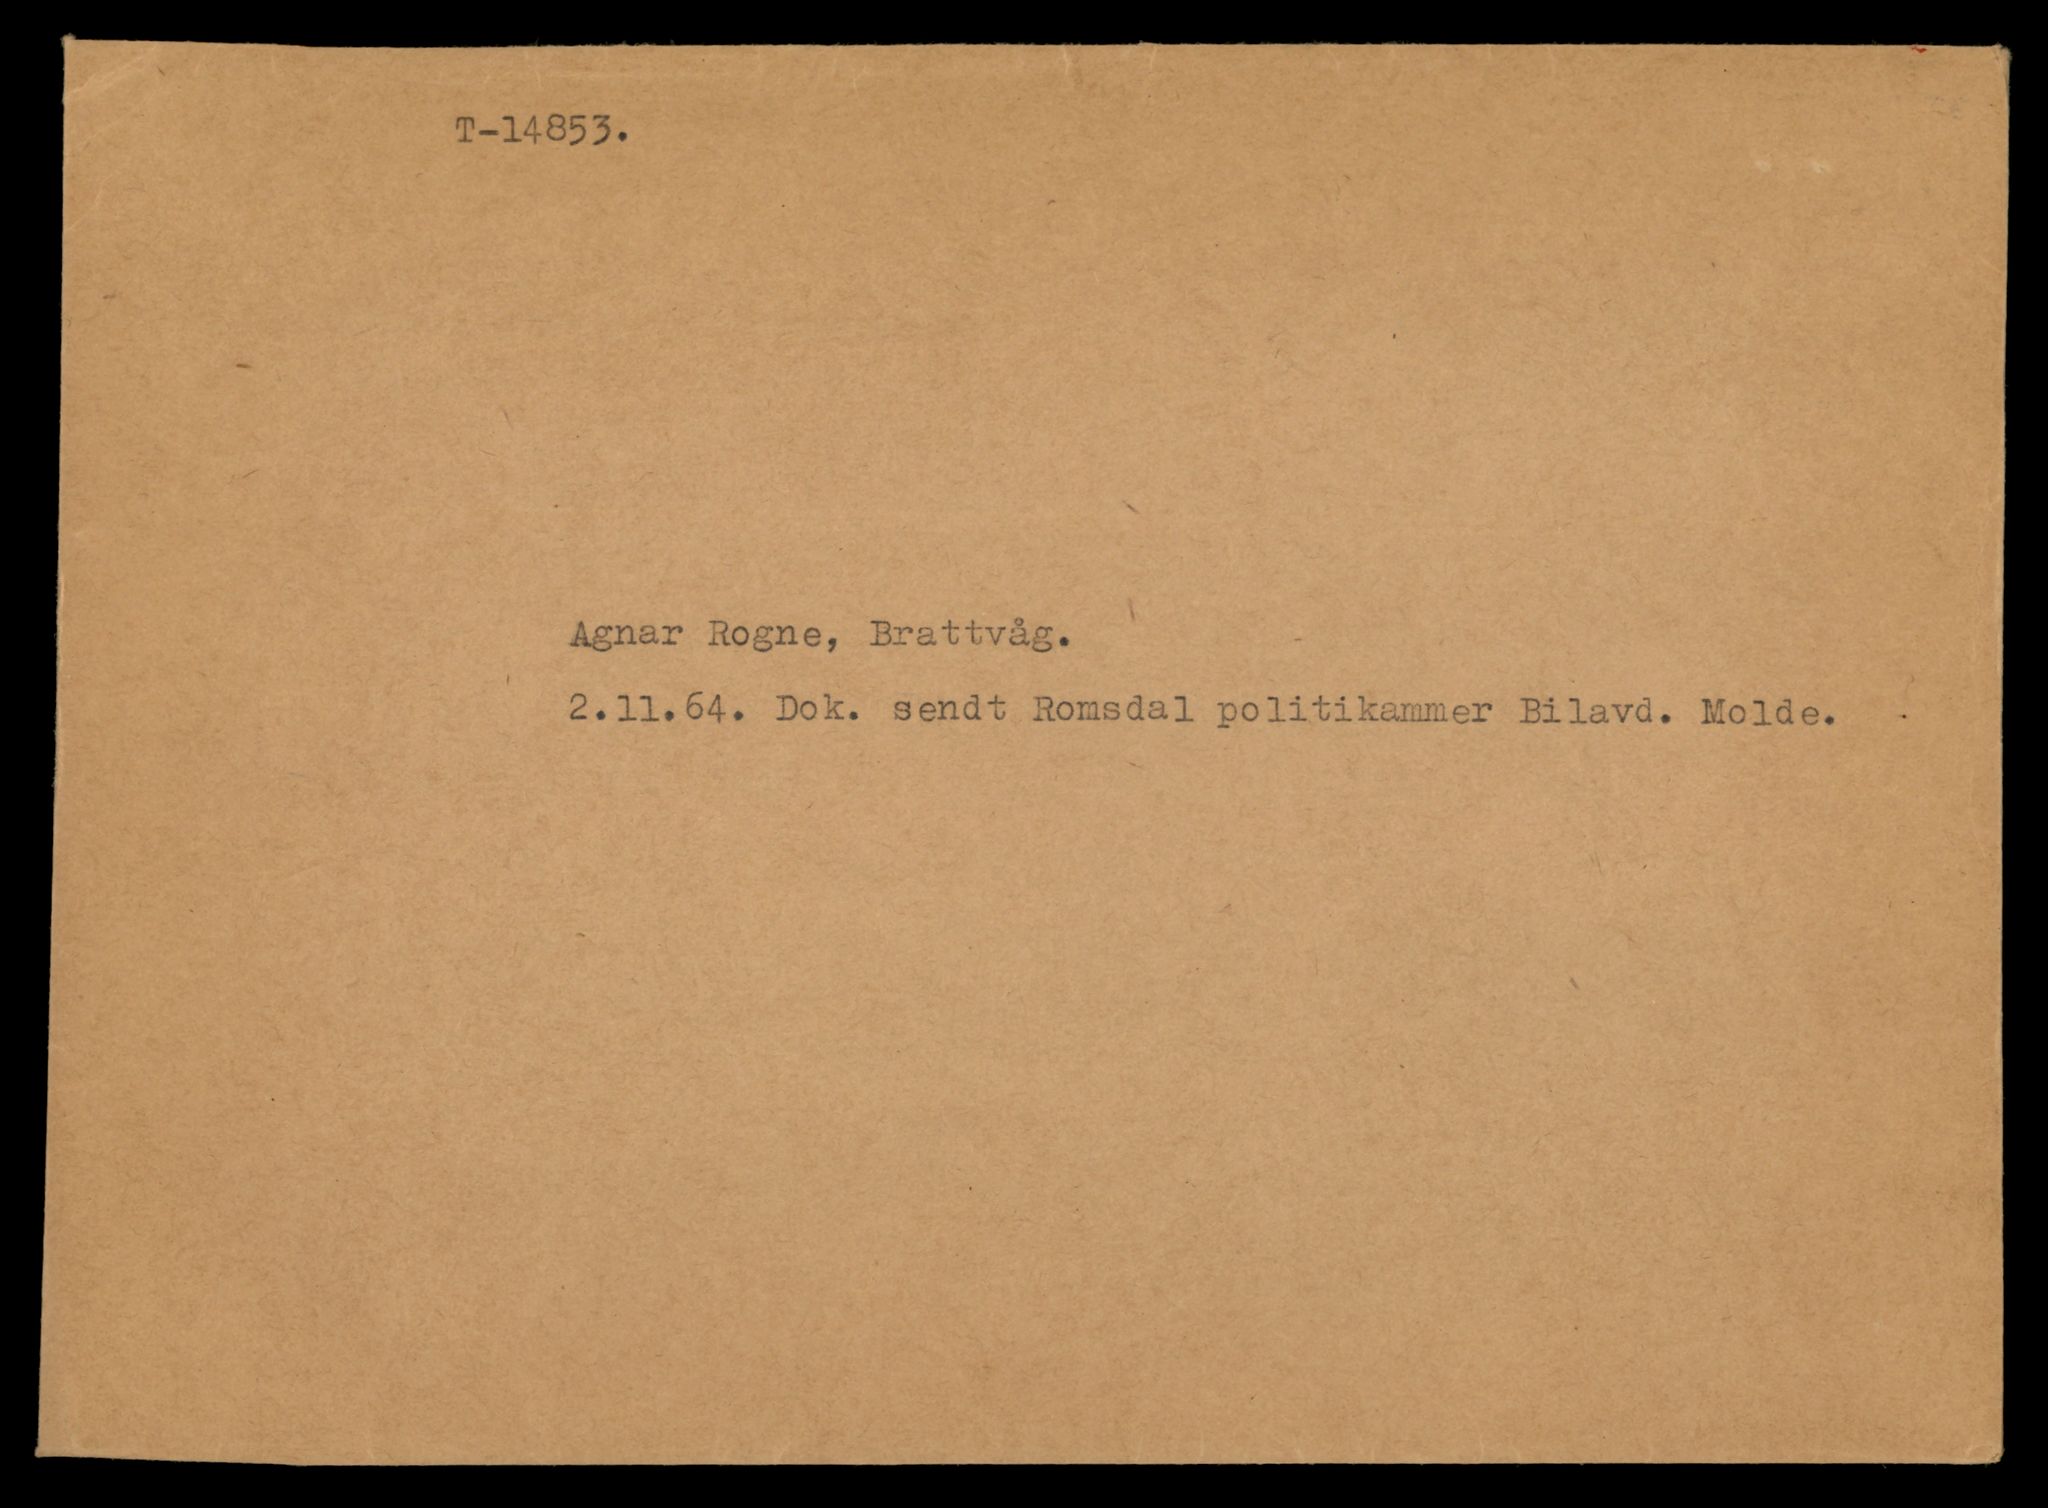 T-14853.
Agnar Rogne, Brattvåg.
2.11.64. Dok. sendt Romsdal politikammer Bilavd. Molde.